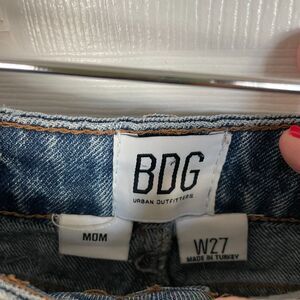 BDG
URBAN OUTFITTERS
MOM
W27
MADE IN TURKEY